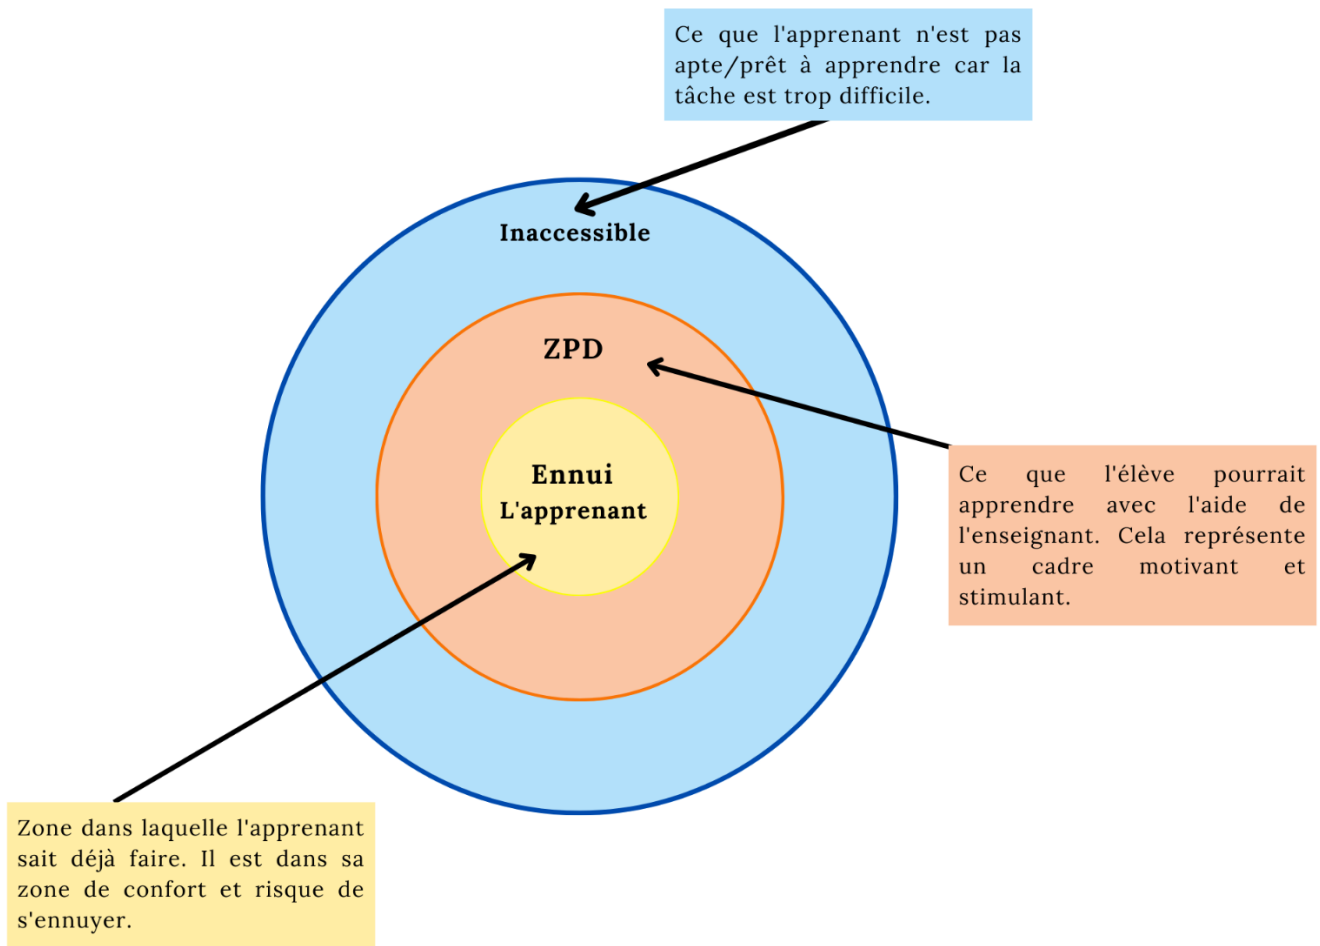 Ce que l'apprenant n'est pas
apte/prêt à apprendre car la
tâche est trop difficile.
Inaccessible
ZPD
Ennui
L'apprenant
Ce que l'élève pourrait
apprendre avec l'aide de
l'enseignant. Cela représente
un cadre motivant et
stimulant.
Zone dans laquelle l'apprenant
sait déjà faire. Il est dans sa
zone de confort et risque de
s'ennuyer.